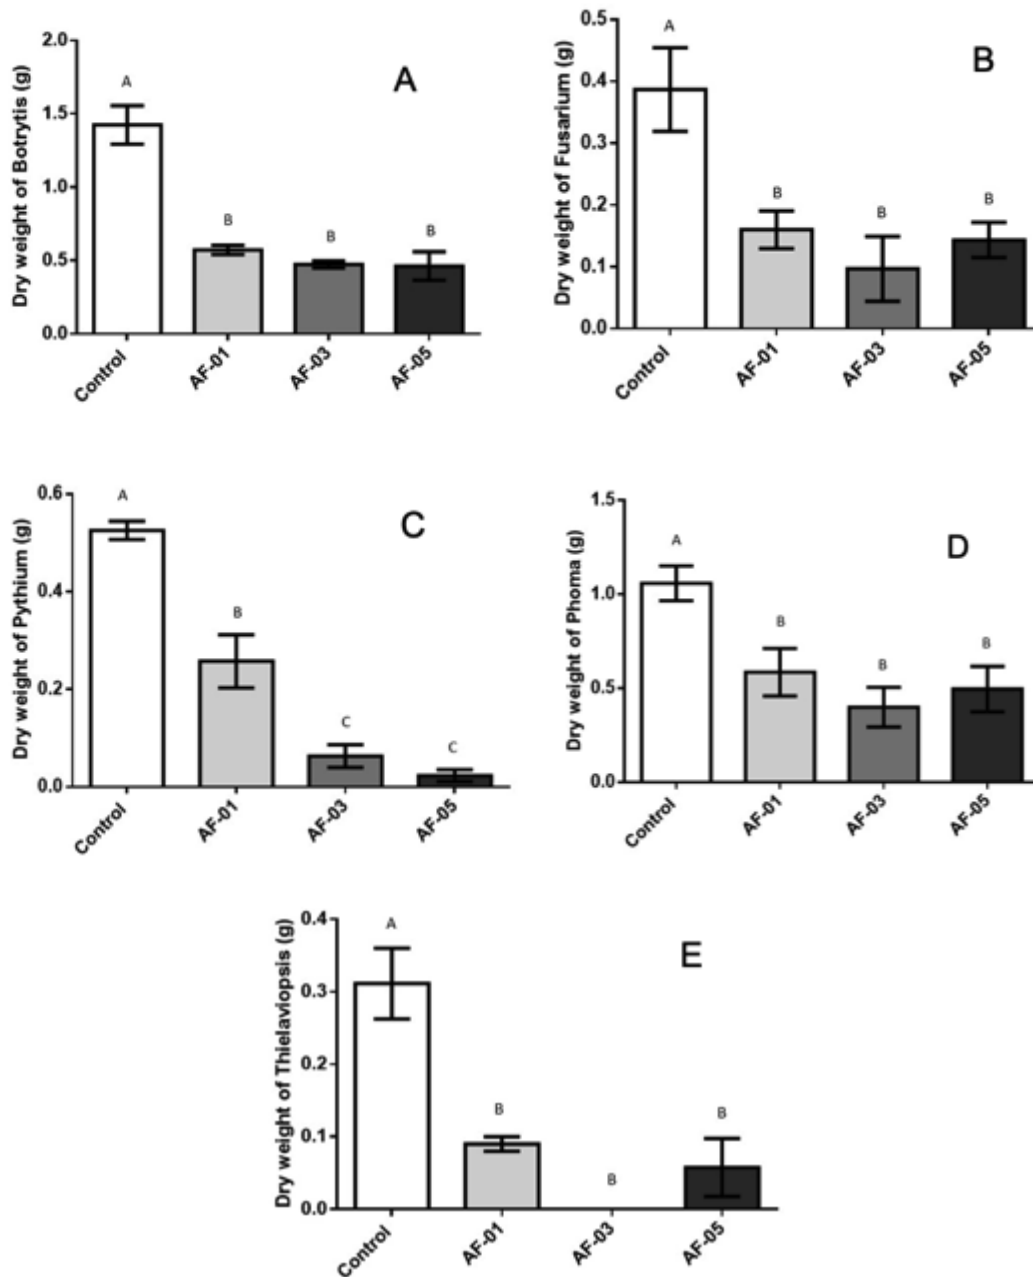 A
Dry weight of Botrytis (g)
2.0
1.5
1.0
0.5
0.0
A
B
B
B
Control
AF-01
AF-03
AF-05
B
Dry weight of Fusarium (g)
0.5
0.4
0.3
0.2
0.1
0.0
A
B
B
B
Control
AF-01
AF-03
AF-05
C
Dry weight of Pythium (g)
0.6
0.4
0.2
0.0
A
B
C
C
Control
AF-01
AF-03
AF-05
D
Dry weight of Phoma (g)
1.5
1.0
0.5
0.0
A
B
B
B
Control
AF-01
AF-03
AF-05
E
Dry weight of Thielaviopsis (g)
0.4
0.3
0.2
0.1
0.0
A
B
B
B
Control
AF-01
AF-03
AF-05